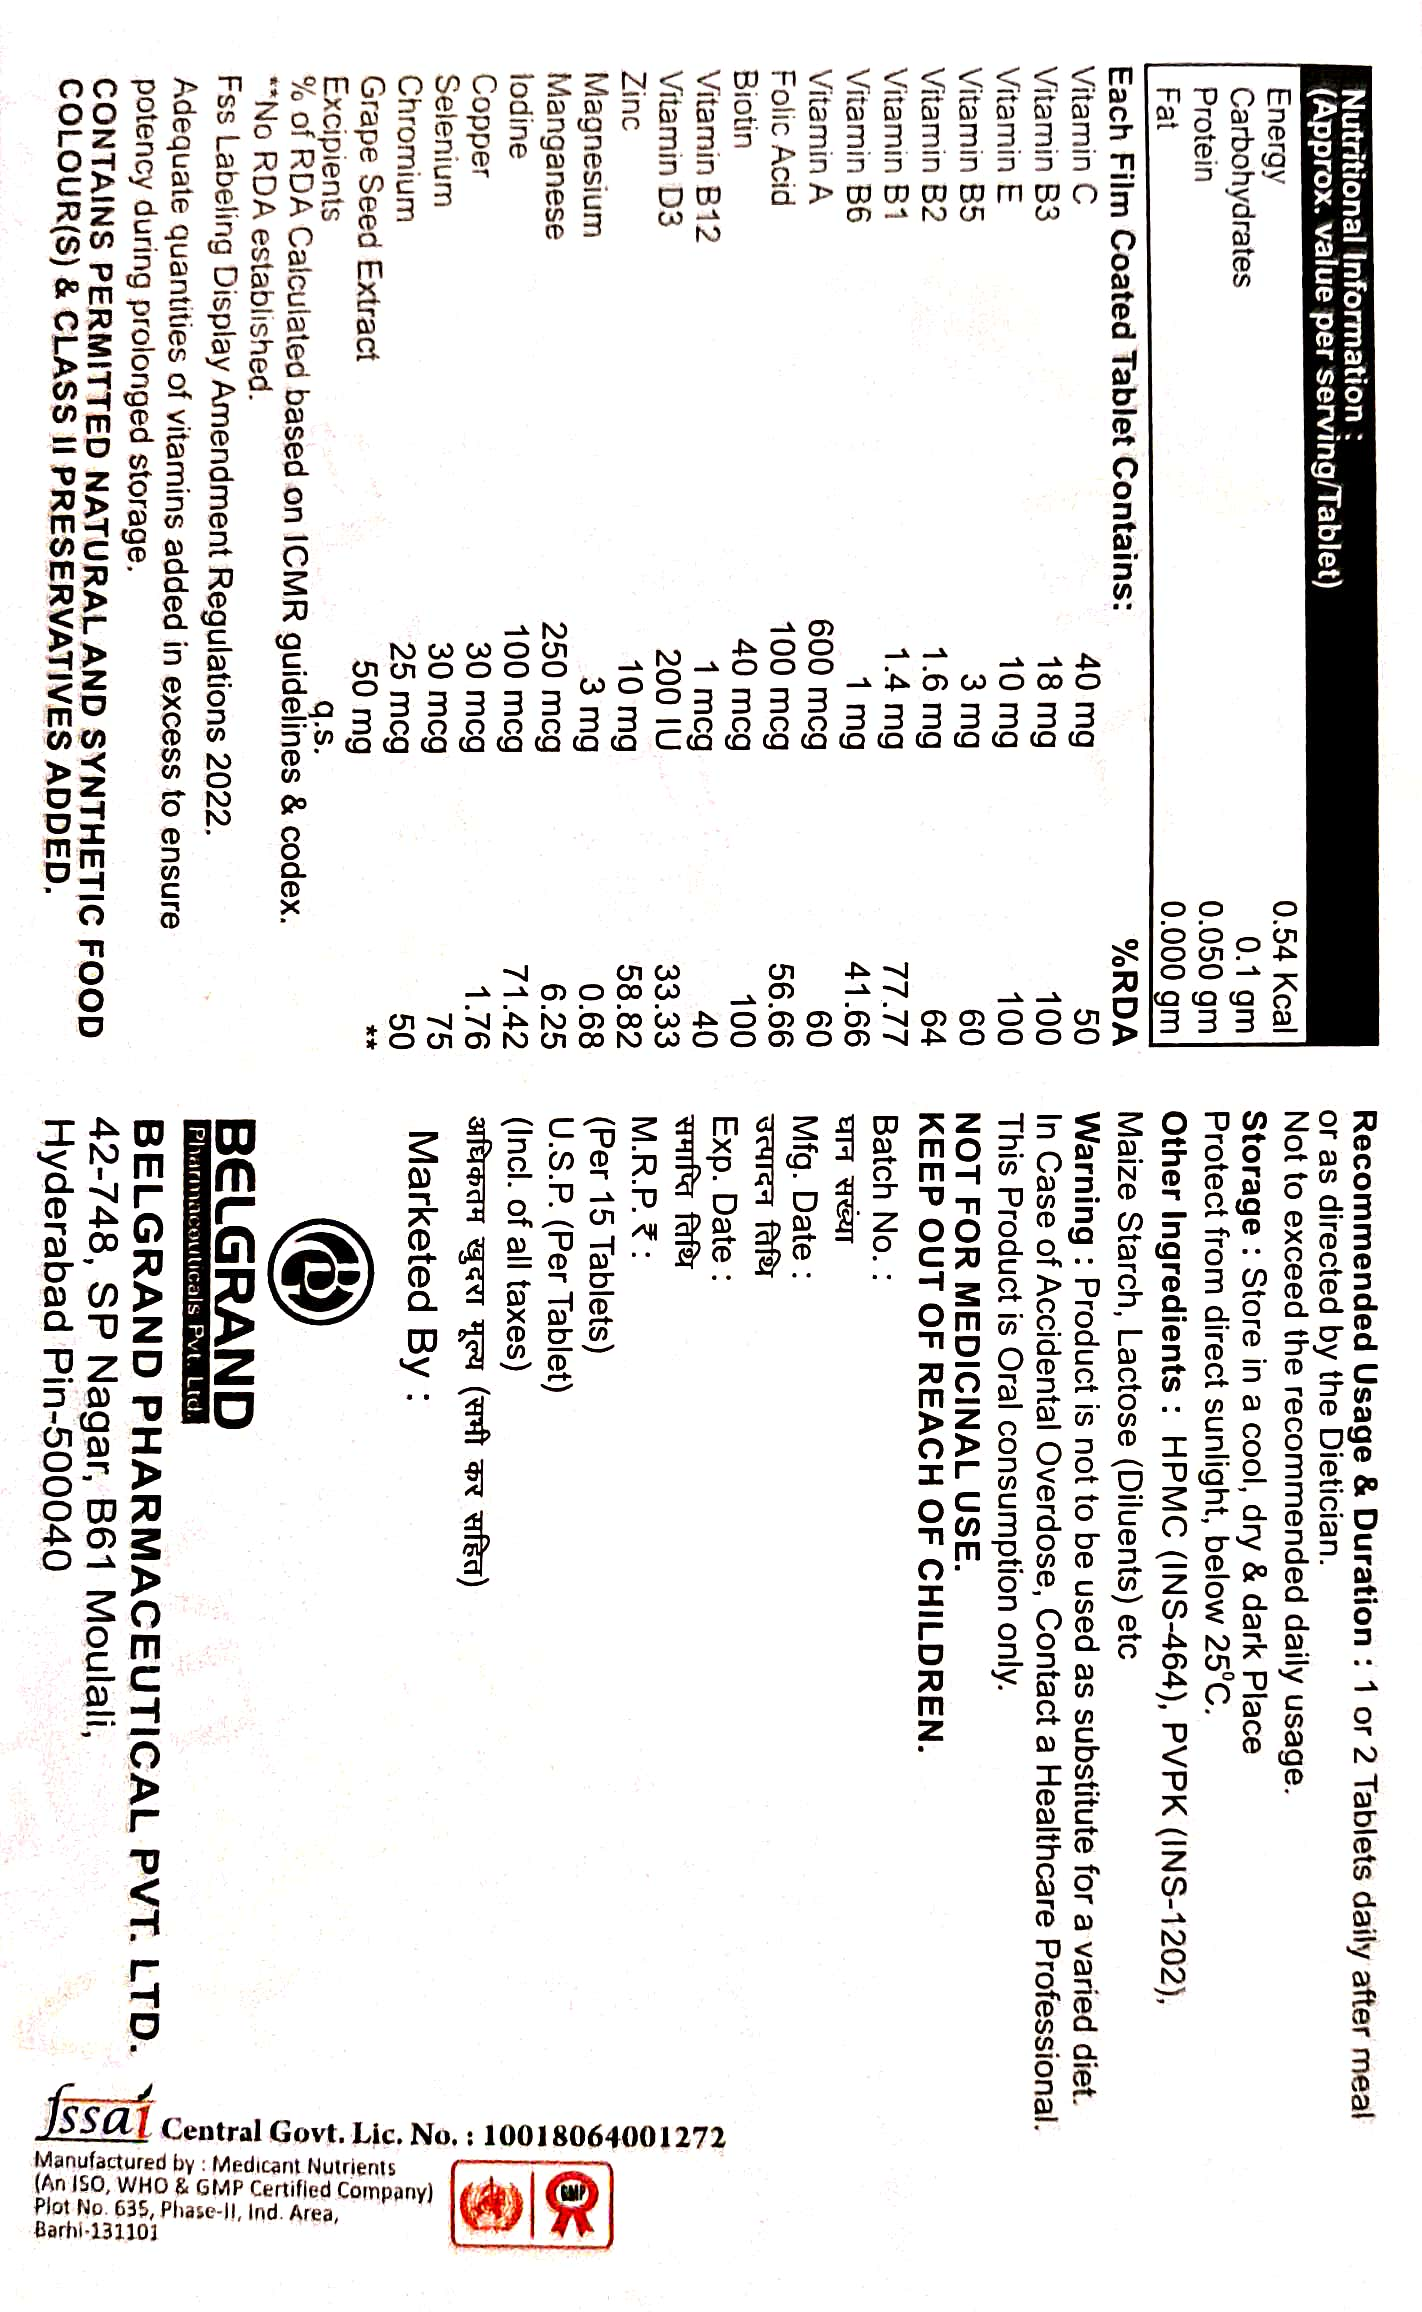 Nutritional Information :
(Approx. value per serving/Tablet)
Energy 0.54 Kcal
Carbohydrates 0.1 gm
Protein 0.050 gm
Fat 0.000 gm
Each Film Coated Tablet Contains: %RDA
Vitamin C 40 mg 50
Vitamin B3 18 mg 100
Vitamin E 10 mg 100
Vitamin B5 3 mg 60
Vitamin B2 1.6 mg 64
Vitamin B1 1.4 mg 77.77
Vitamin B6 1 mg 41.66
Vitamin A 600 mcg 60
Folic Acid 100 mcg 56.66
Biotin 40 mcg 100
Vitamin B12 1 mcg 40
Vitamin D3 200 IU 33.33
Zinc 10 mg 58.82
Magnesium 3 mg 0.68
Manganese 250 mcg 6.25
Iodine 100 mcg 71.42
Copper 30 mcg 1.76
Selenium 30 mcg 75
Chromium 25 mcg 50
Grape Seed Extract 50 mg **
Excipients q.s.
% of RDA Calculated based on ICMR guidelines & codex.
**No RDA established.
Fss Labeling Display Amendment Regulations 2022.
Adequate quantities of vitamins added in excess to ensure
potency during prolonged storage.
CONTAINS PERMITTED NATURAL AND SYNTHETIC FOOD
COLOUR(S) & CLASS II PRESERVATIVES ADDED.
Recommended Usage & Duration : 1 or 2 Tablets daily after meal
or as directed by the Dietician.
Not to exceed the recommended daily usage.
Storage : Store in a cool, dry & dark Place
Protect from direct sunlight, below 25°C.
Other Ingredients : HPMC (INS-464), PVPK (INS-1202),
Maize Starch, Lactose (Diluents) etc
Warning : Product is not to be used as substitute for a varied diet.
In Case of Accidental Overdose, Contact a Healthcare Professional.
This Product is Oral consumption only.
NOT FOR MEDICINAL USE.
KEEP OUT OF REACH OF CHILDREN.
Batch No. :
घान सख्या
Mfg. Date :
उत्पादन तिथि
Exp. Date :
समाप्ति तिथि
M.R.P. ₹ :
(Per 15 Tablets)
U.S.P. (Per Tablet)
(Incl. of all taxes)
अधिकतम खुदरा मूल्य (सभी कर सहित)
Marketed By :
BELGRAND
Pharmaceuticals Pvt. Ltd.
BELGRAND PHARMACEUTICAL PVT. LTD.
42-748, SP Nagar, B61 Moulali,
Hyderabad Pin-500040
fssai Central Govt. Lic. No. : 10018064001272
Manufactured by : Medicant Nutrients
(An ISO, WHO & GMP Certified Company)
Plot No. 635, Phase-II, Ind. Area,
Barhi-131101
GMP